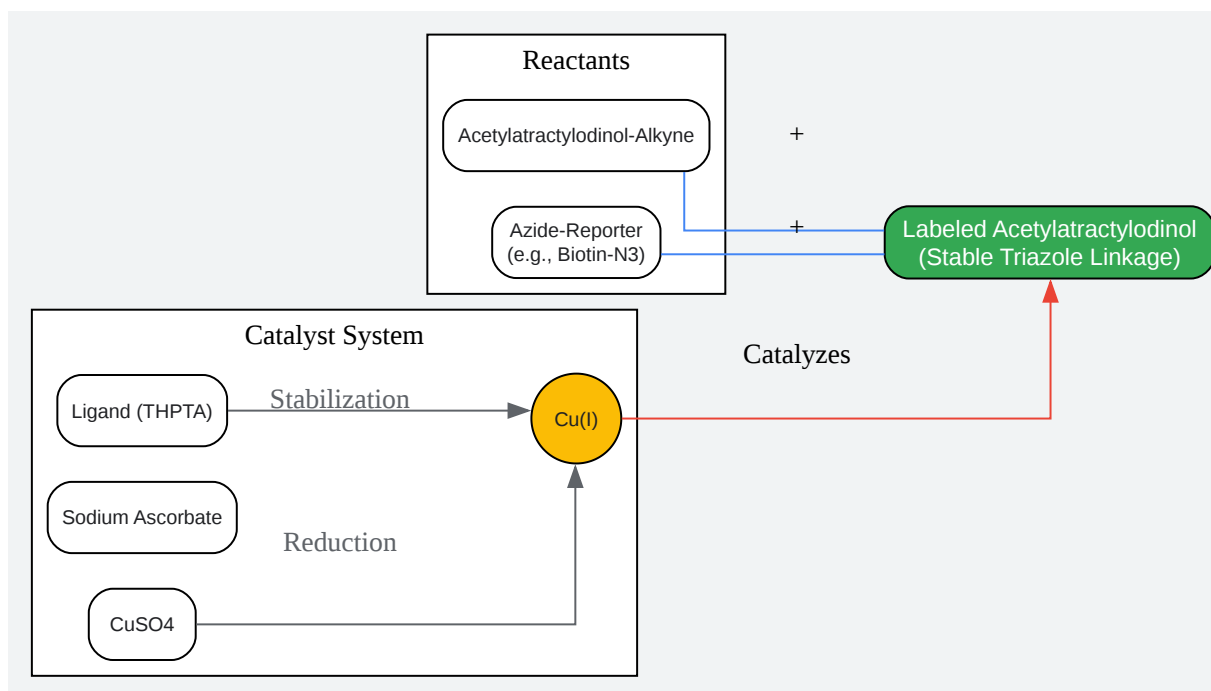 Reactants
Acetylatractylodinol-Alkyne
+
Azide-Reporter
(e.g., Biotin-N3)
+
Labeled Acetylatractylodinol
(Stable Triazole Linkage)
Catalyst System
Catalyzes
Ligand (THPTA)
Stabilization
Cu(I)
Sodium Ascorbate
Reduction
CuSO4